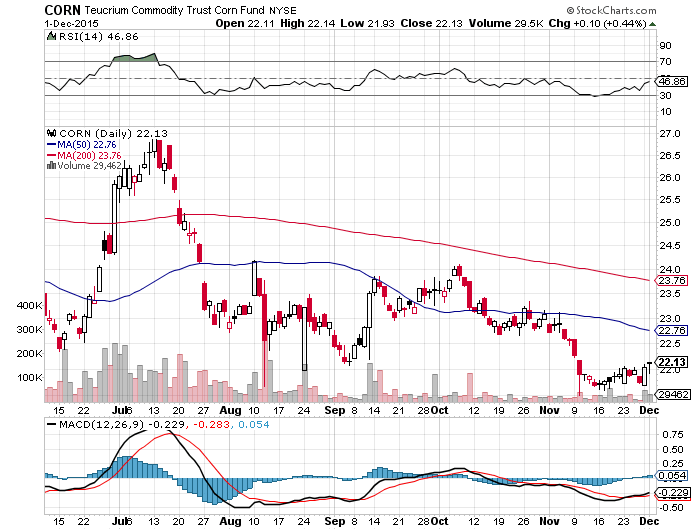 CORN Teucrium Commodity Trust Corn Fund NYSE © StockCharts.com
1-Dec-2015 Open 22.11 High 22.14 Low 21.93 Close 22.13 Volume 29.5K Chg +0.10 (+0.44%)
RSI(14) 46.86
90
70
50
46.86
30
10
CORN (Daily) 22.13
MA(50) 22.76
MA(200) 23.76
Volume 29,462
27.0
26.5
26.0
25.5
25.0
24.5
24.0
23.76
23.5
23.0
22.76
22.5
22.13
22.0
21.5
29462
400K
300K
200K
100K
15 22 Jul 6 13 20 27 Aug 10 17 24 Sep 8 14 21 28 Oct 12 19 26 Nov 9 16 23 Dec
MACD(12,26,9) -0.229, -0.283, 0.054
0.75
0.50
0.25
0.054
-0.229
-0.50
15 22 Jul 6 13 20 27 Aug 10 17 24 Sep 8 14 21 28 Oct 12 19 26 Nov 9 16 23 Dec